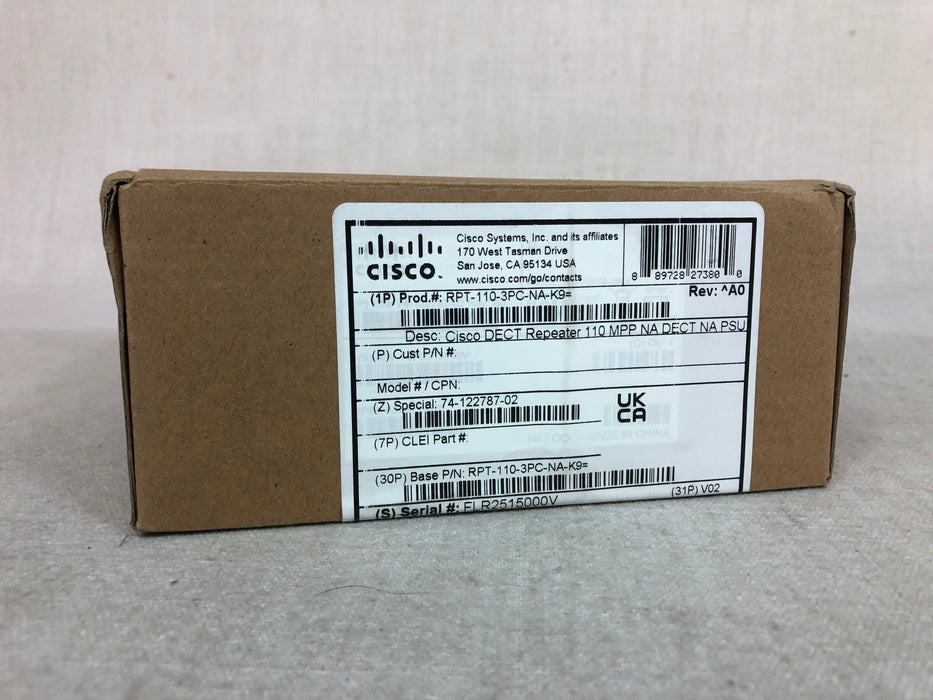 CISCO
Cisco Systems, Inc. and its affiliates
170 West Tasman Drive
San Jose, CA 95134 USA
www.cisco.com/go/contacts
8 89728 27380 0
(1P) Prod.#: RPT-110-3PC-NA-K9=
Rev: ^A0
Desc: Cisco DECT Repeater 110 MPP NA DECT NA PSU
(P) Cust P/N #:
Model # / CPN:
(Z) Special: 74-122787-02
UK
CA
(7P) CLEI Part #:
MADE IN CHINA
(30P) Base P/N: RPT-110-3PC-NA-K9=
(31P) V02
(S) Serial #: FLR2515000V